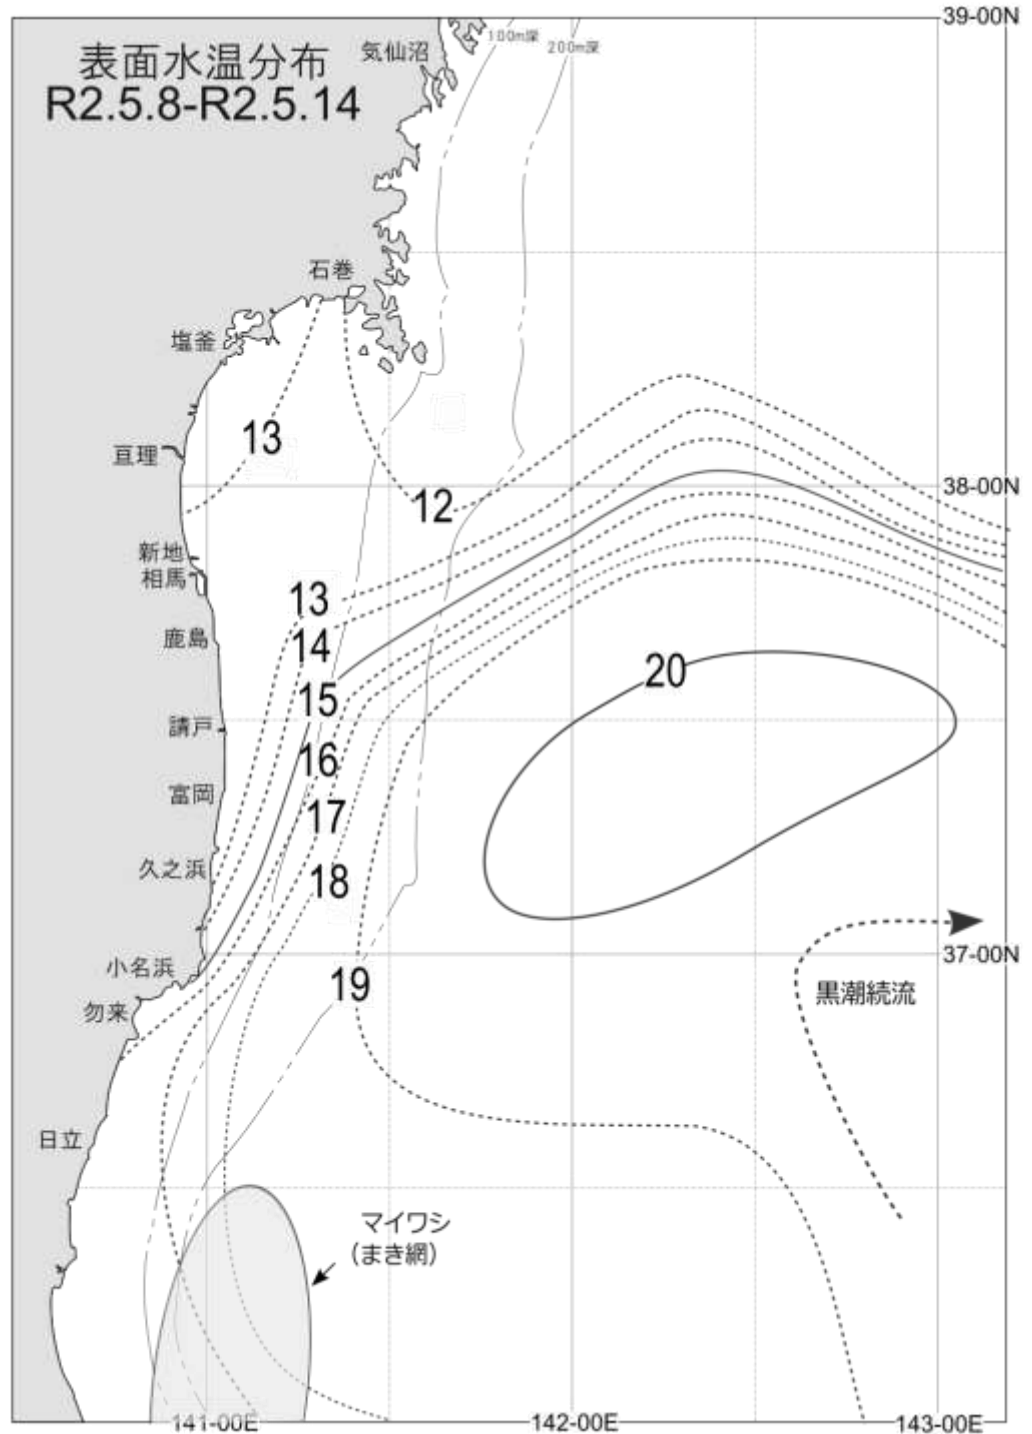 39-00N
100m深
200m深
気仙沼
表面水温分布
R2.5.8-R2.5.14
石巻
塩釜
13
亘理
12
38-00N
新地
相馬
13
鹿島
14
20
15
請戸
16
富岡
17
久之浜
18
37-00N
小名浜
19
黒潮続流
勿来
日立
マイワシ
(まき網)
141-00E
142-00E
143-00E